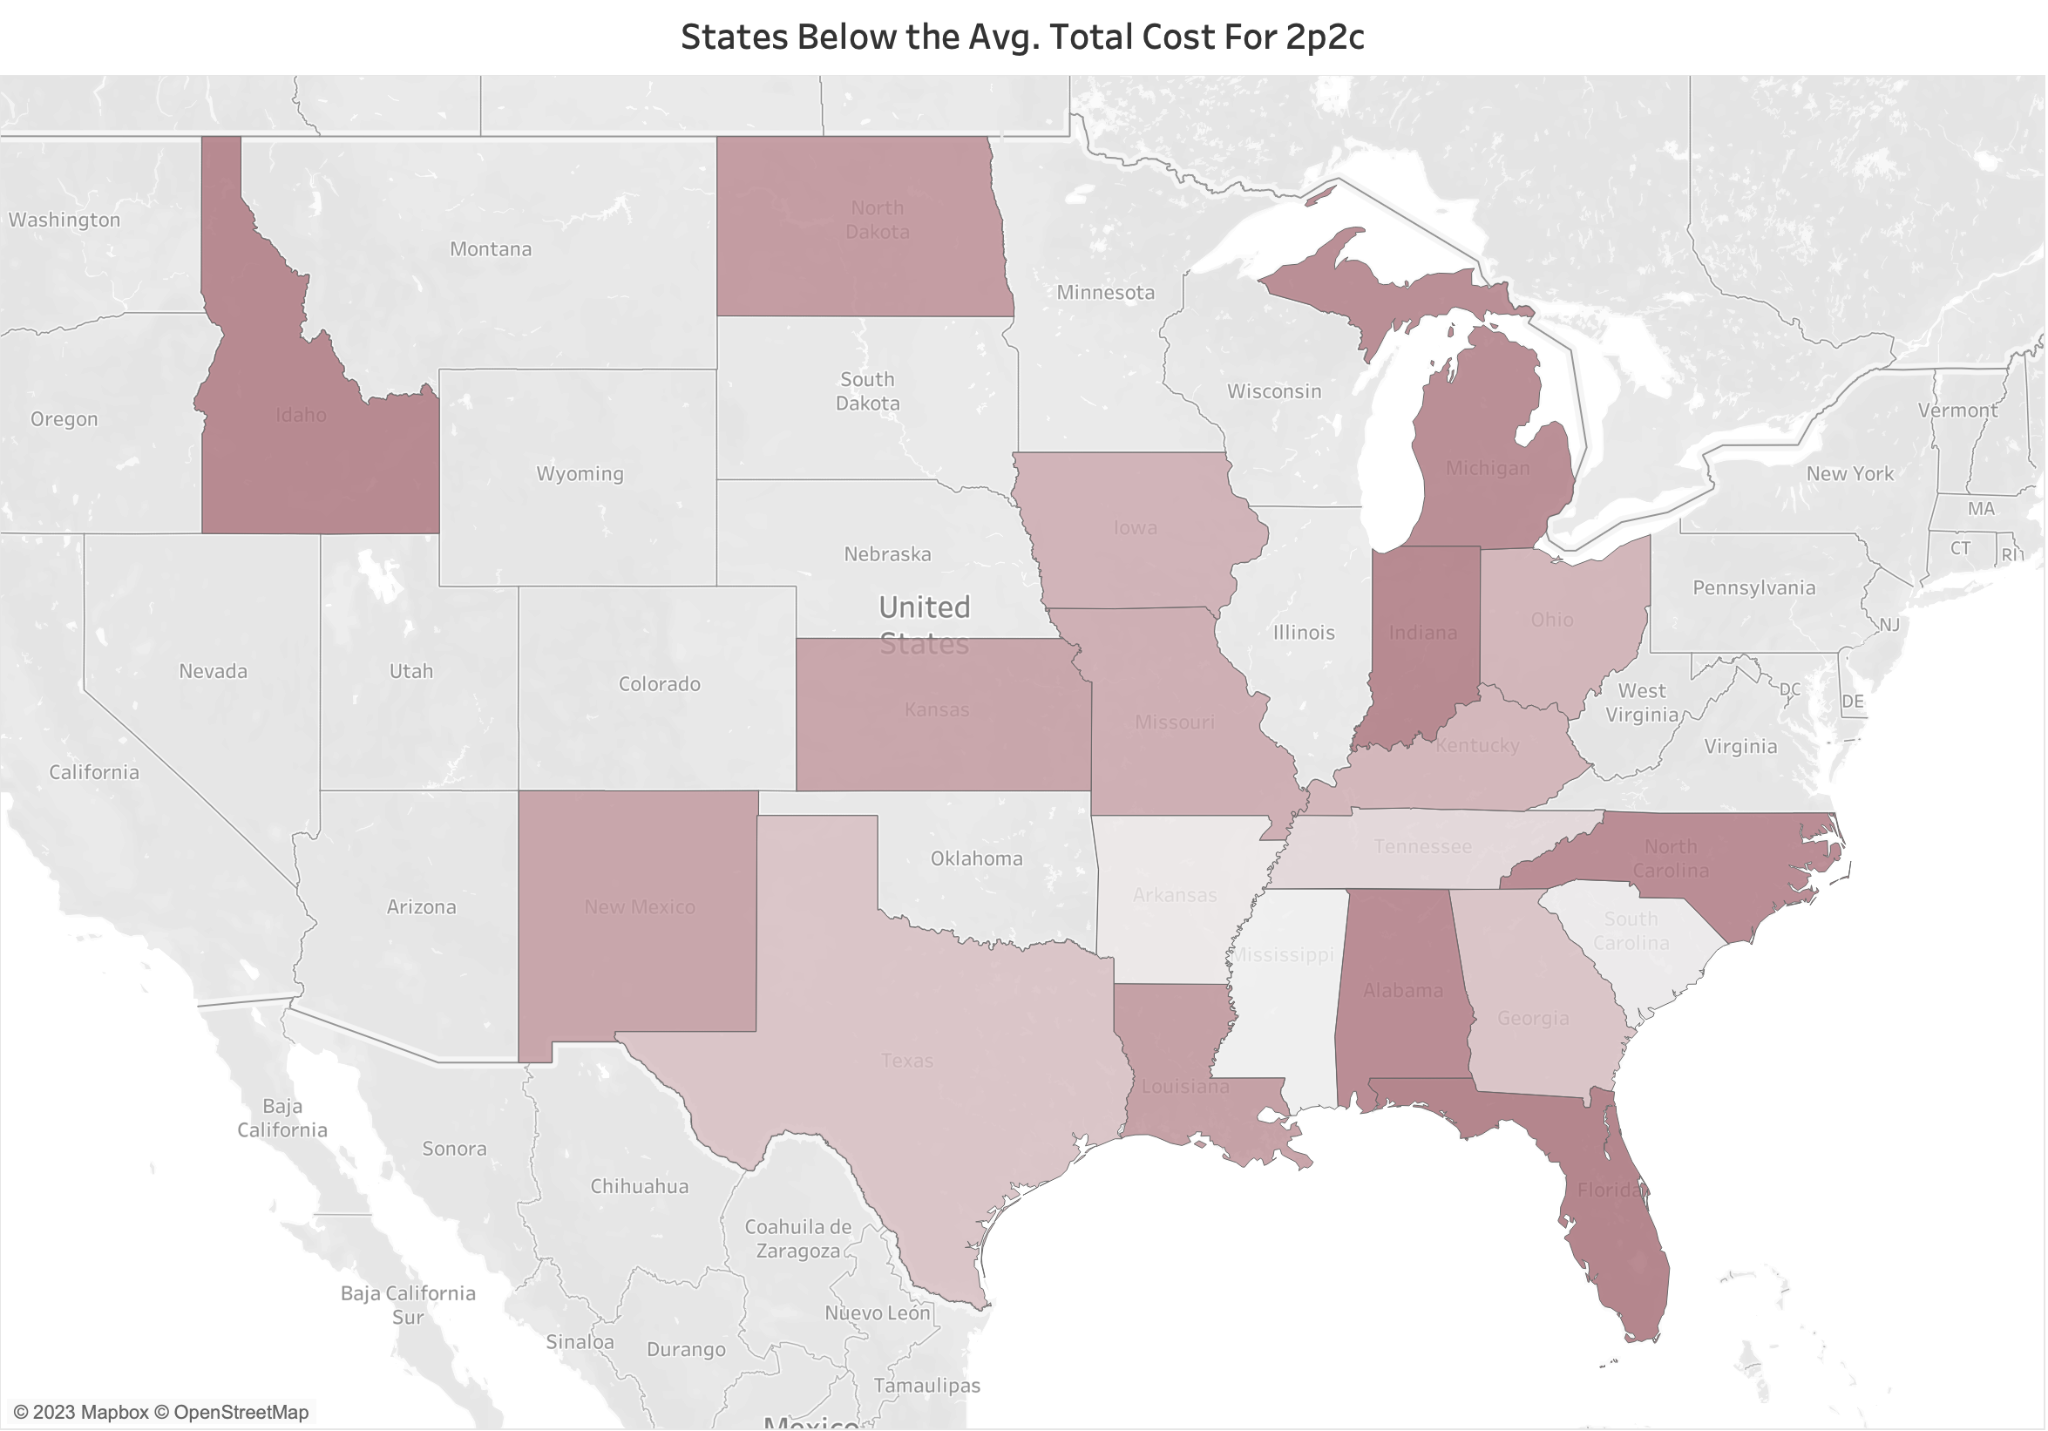 States Below the Avg. Total Cost For 2p2c
Washington
Montana
North
Dakota
Minnesota
Oregon
Idaho
Wyoming
South
Dakota
Wisconsin
Michigan
Vermont
New York
MA
CT
RI
Iowa
Nebraska
United
States
Illinois
Indiana
Ohio
Pennsylvania
NJ
Nevada
Utah
Colorado
Kansas
Missouri
Kentucky
West
Virginia
DC
DE
Virginia
California
Arizona
New Mexico
Oklahoma
Arkansas
Tennessee
North
Carolina
South
Carolina
Mississippi
Alabama
Georgia
Texas
Louisiana
Florida
Baja
California
Sonora
Chihuahua
Coahuila de
Zaragoza
Baja California
Sur
Nuevo León
Sinaloa
Durango
Tamaulipas
Mexico
© 2023 Mapbox © OpenStreetMap